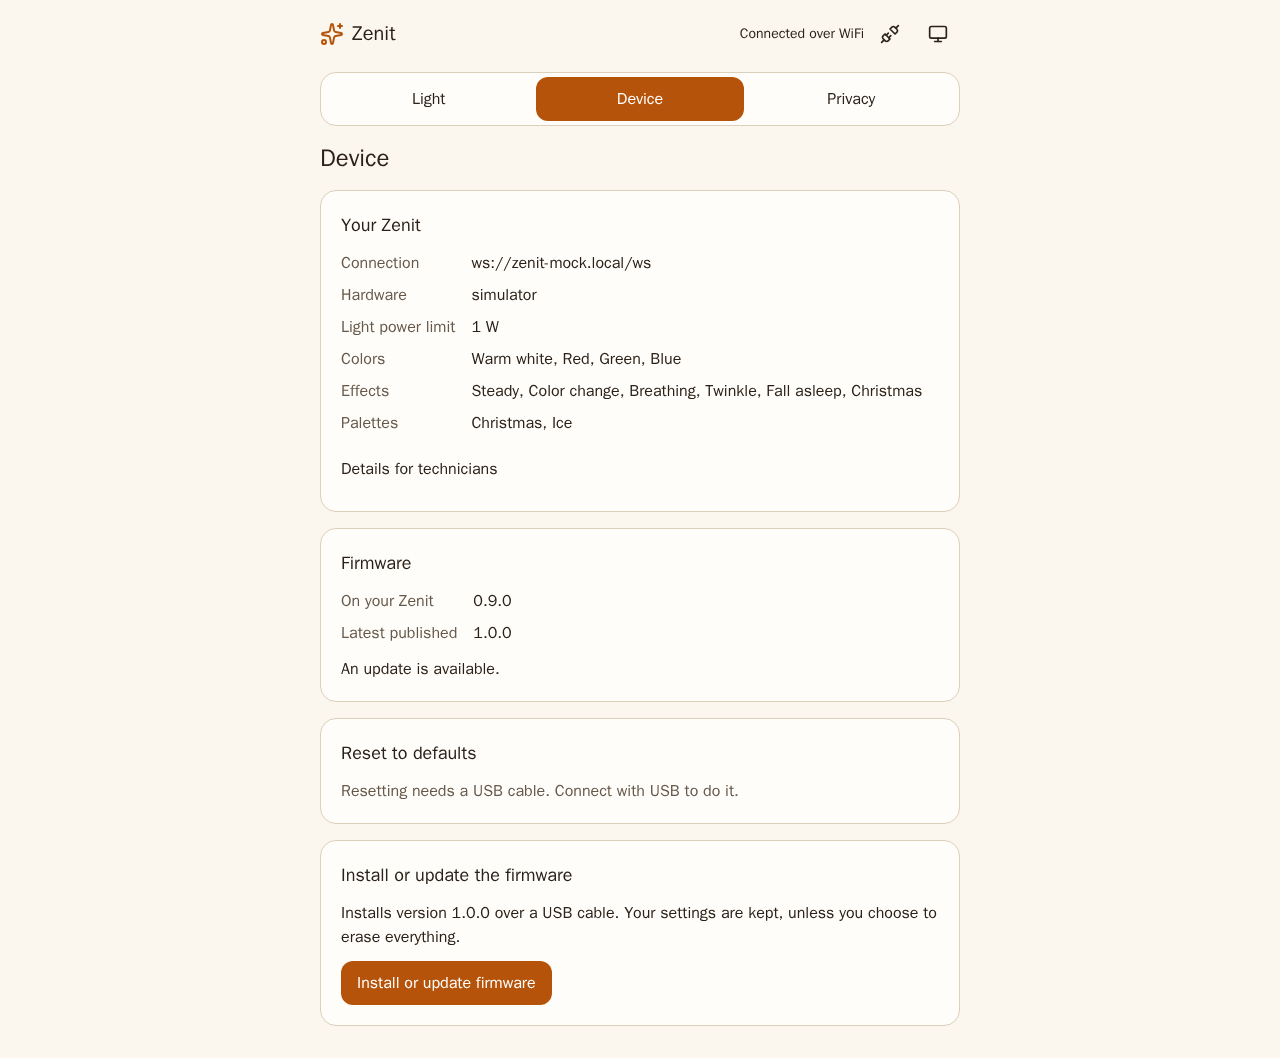 Zenit
Connected over WiFi
Light
Device
Privacy
Device
Your Zenit
Connection ws://zenit-mock.local/ws
Hardware simulator
Light power limit 1 W
Colors Warm white, Red, Green, Blue
Effects Steady, Color change, Breathing, Twinkle, Fall asleep, Christmas
Palettes Christmas, Ice
Details for technicians
Firmware
On your Zenit 0.9.0
Latest published 1.0.0
An update is available.
Reset to defaults
Resetting needs a USB cable. Connect with USB to do it.
Install or update the firmware
Installs version 1.0.0 over a USB cable. Your settings are kept, unless you choose to
erase everything.
Install or update firmware